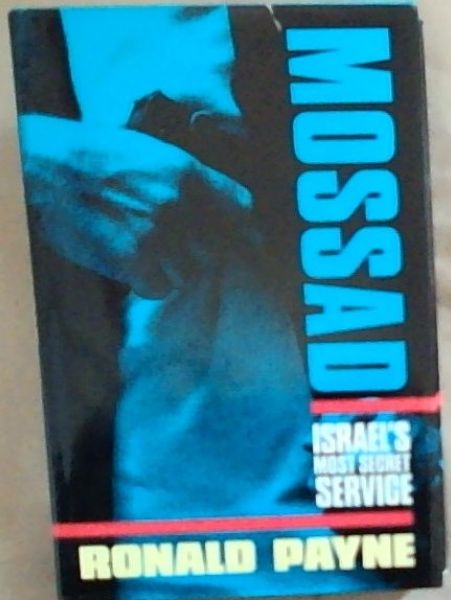 MOSSAD
ISRAEL'S
MOST SECRET
SERVICE
RONALD PAYNE